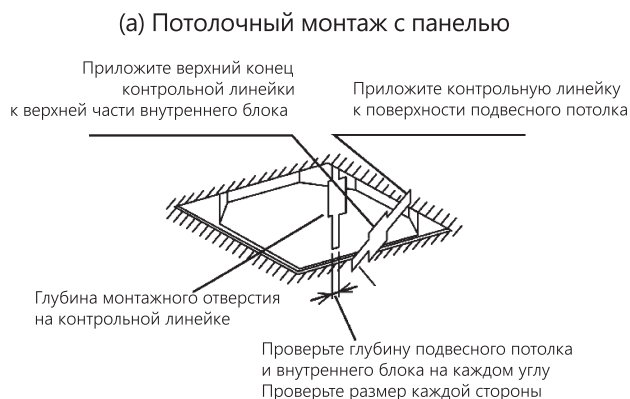 (а) Потолочный монтаж с панелью
Приложите верхний конец
контрольной линейки
к верхней части внутреннего блока
Приложите контрольную линейку
к поверхности подвесного потолка
Глубина монтажного отверстия
на контрольной линейке
Проверьте глубину подвесного потолка
и внутреннего блока на каждом углу
Проверьте размер каждой стороны